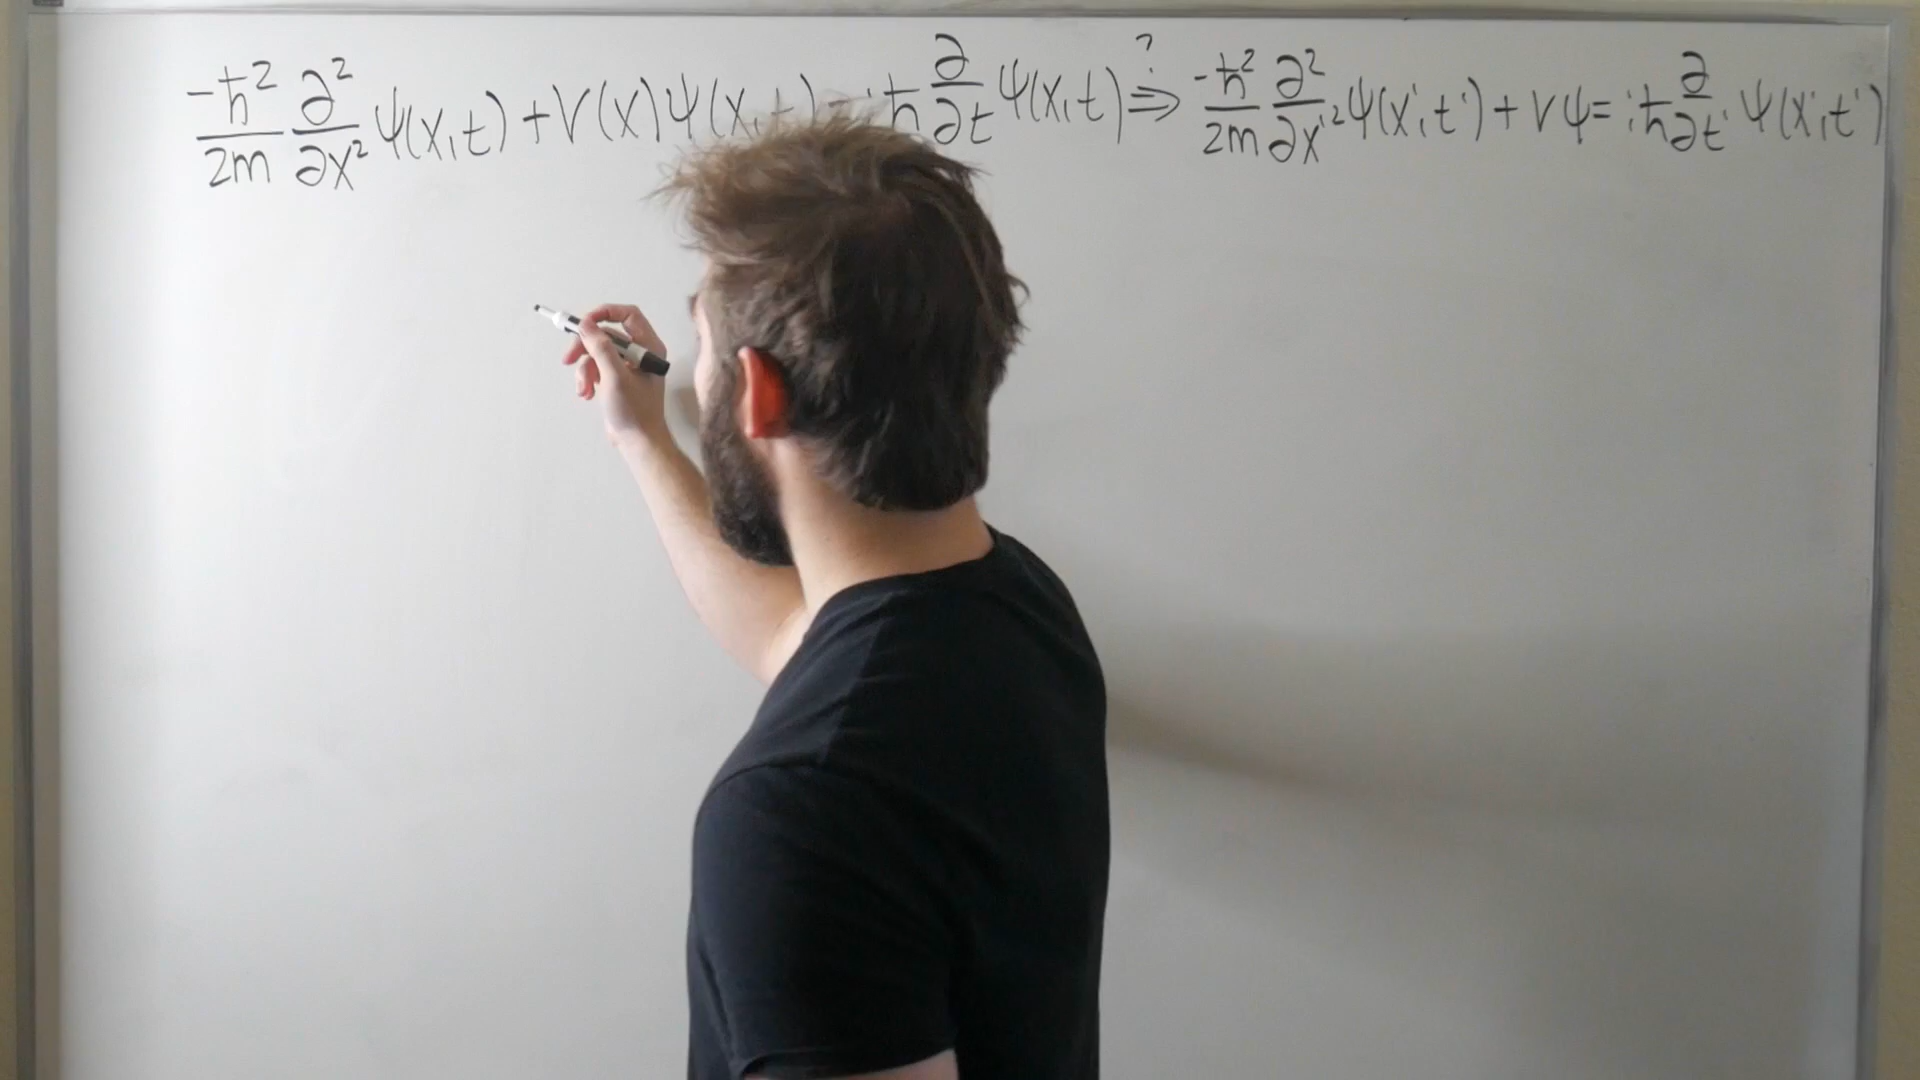 -ħ²/2m ∂²/∂x² ψ(x,t) + V(x)ψ(x,t) = iħ ∂/∂t ψ(x,t) ?⇒ -ħ²/2m ∂²/∂x'² ψ(x',t') + Vψ = iħ ∂/∂t' ψ(x',t')